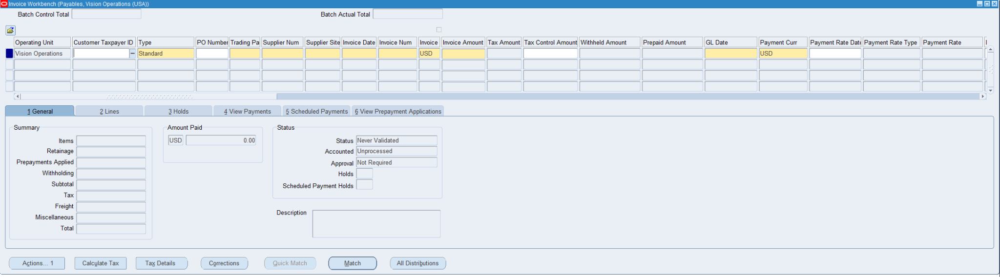 Invoice Workbench (Payables, Vision Operations (USA))
Batch Control Total Batch Actual Total
Operating Unit Customer Taxpayer ID Type PO Number Trading Pa Supplier Num Supplier Site Invoice Date Invoice Num Invoice Invoice Amount Tax Amount Tax Control Amount Withheld Amount Prepaid Amount GL Date Payment Curr Payment Rate Date Payment Rate Type Payment Rate
Vision Operations ... Standard USD USD
1 General 2 Lines 3 Holds 4 View Payments 5 Scheduled Payments 6 View Prepayment Applications
Summary Amount Paid Status
Items USD 0.00 Status Never Validated
Retainage Accounted Unprocessed
Prepayments Applied Approval Not Required
Withholding Holds
Subtotal Scheduled Payment Holds
Tax
Freight
Miscellaneous Description
Total
Actions... 1 Calculate Tax Tax Details Corrections Quick Match Match All Distributions